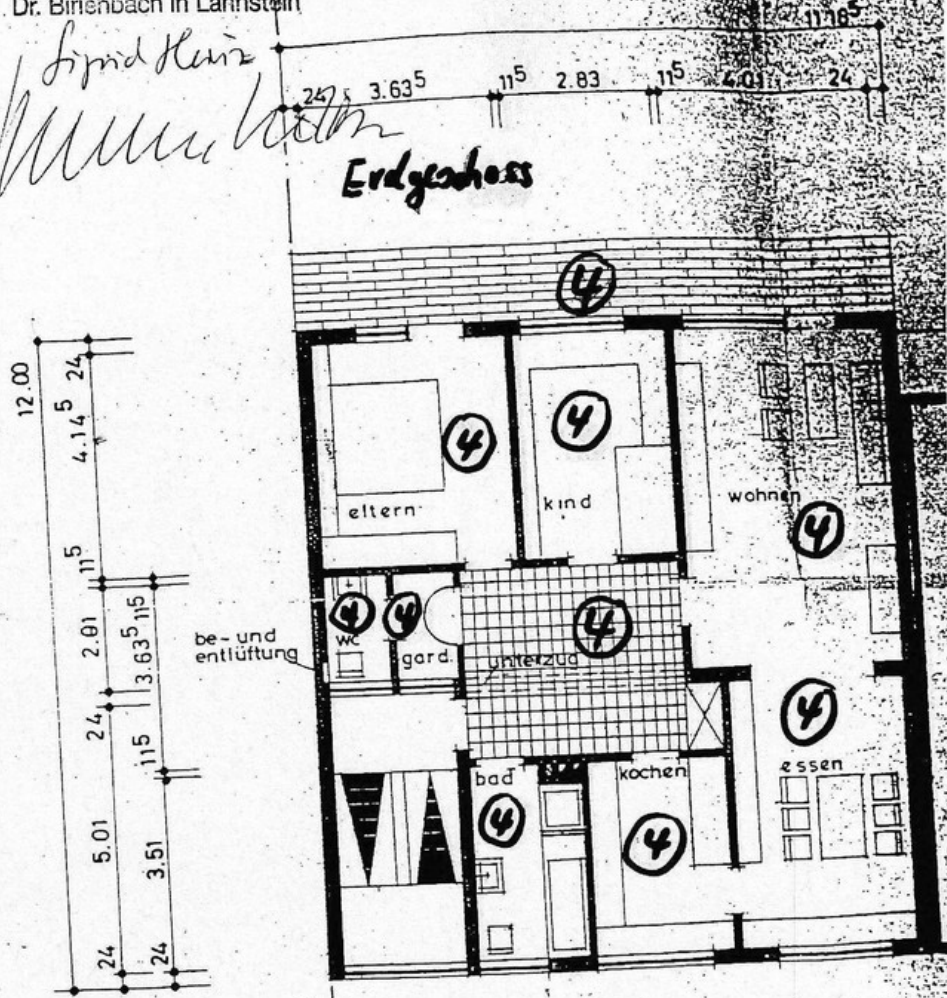 Dr. Birlenbach in Lahnstein
Sigrid Heinz
11.18⁵
24 3.63⁵ 11⁵ 2.83 11⁵ 4.01 24
Erdgeschoss
4
12.00
24
4.14⁵
11⁵
2.01
24
5.01
24
3.63⁵ 11⁵
11⁵
3.51
24
4
4
eltern
kind
wohnen
4
4
4
4
be- und
entlüftung
wc
gard.
unterzug
4
essen
bad
kochen
4
4